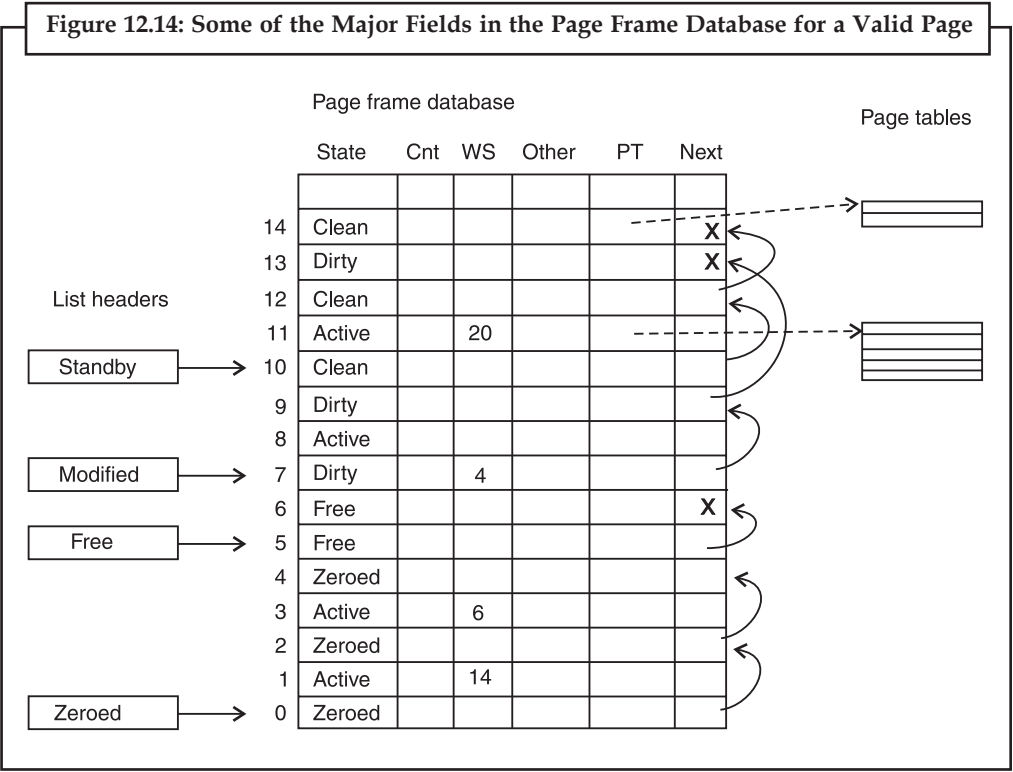 Figure 12.14: Some of the Major Fields in the Page Frame Database for a Valid Page
Page frame database
Page tables
State Cnt WS Other PT Next
14 Clean X
13 Dirty X
List headers
12 Clean
11 Active 20
Standby 10 Clean
9 Dirty
8 Active
Modified 7 Dirty 4
6 Free X
Free 5 Free
4 Zeroed
3 Active 6
2 Zeroed
1 Active 14
Zeroed 0 Zeroed